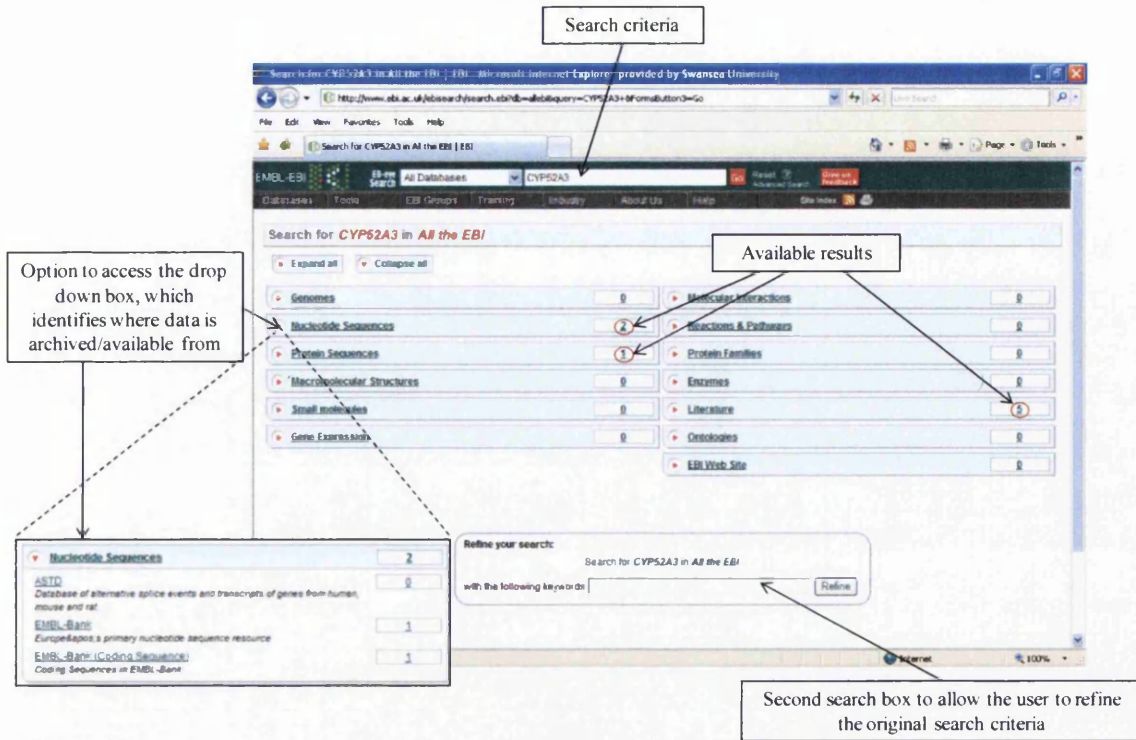 Search criteria
Search for CYP52A3 in All the EBI | EBI - Microsoft Internet Explorer provided by Swansea University
http://www.ebi.ac.uk/ebisearch/search.ebi?db=allebi&query=CYP52A3+&FormsButton3=Go
Live Search
File Edit View Favorites Tools Help
Search for CYP52A3 in All the EBI | EBI
Page Tools
EMBL-EBI
EB-eye Search
All Databases
CYP52A3
Go
Reset
Advanced Search
Give us feedback
Databases Tools EBI Groups Training Industry About Us Help Site Index
Search for CYP52A3 in All the EBI
Expand all Collapse all
Available results
Option to access the drop
down box, which
identifies where data is
archived/available from
Genomes 0
Nucleotide Sequences 2
Protein Sequences 1
Macromolecular Structures 0
Small molecules 0
Gene Expression 0
Molecular Interactions 0
Reactions & Pathways 0
Protein Families 0
Enzymes 0
Literature 5
Ontologies 0
EBI Web Site 0
Nucleotide Sequences 2
ASTD 0
Database of alternative splice events and transcripts of genes from human,
mouse and rat
EMBL-Bank 1
Europe&apos;s primary nucleotide sequence resource
EMBL-Bank (Coding Sequence) 1
Coding Sequences in EMBL-Bank
Refine your search:
Search for CYP52A3 in All the EBI
with the following keywords Refine
Internet 100%
Second search box to allow the user to refine
the original search criteria